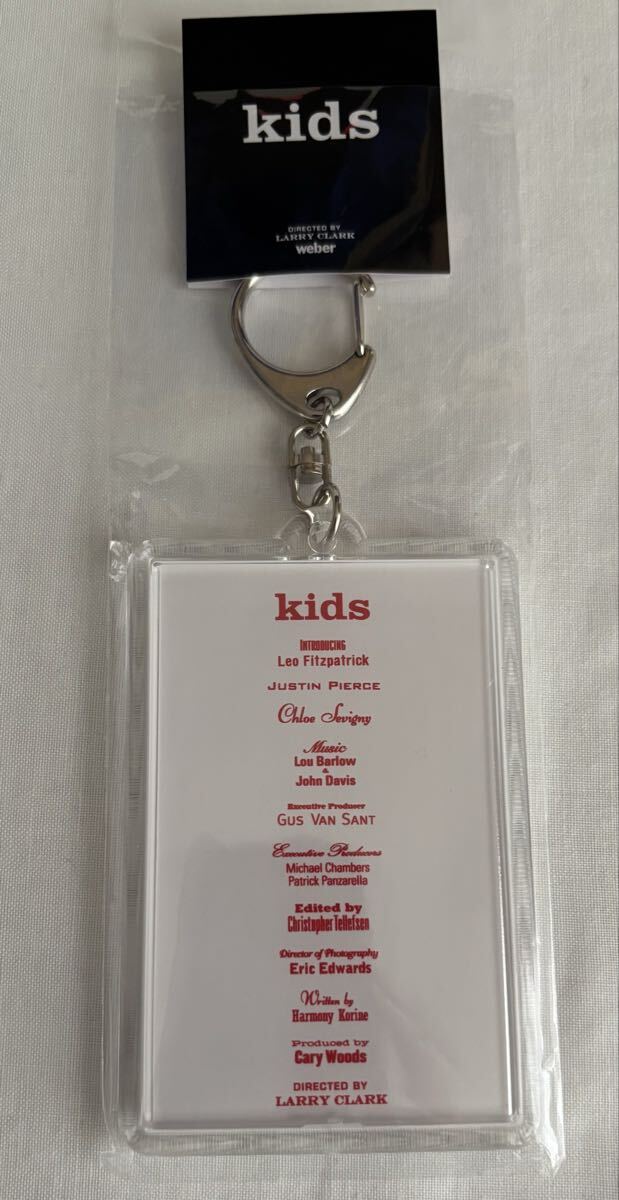 kids
DIRECTED BY
LARRY CLARK
weber
kids
INTRODUCING
Leo Fitzpatrick
JUSTIN PIERCE
Chloe Sevigny
Music
Lou Barlow
&
John Davis
Executive Producer
GUS VAN SANT
Executive Producers
Michael Chambers
Patrick Panzarella
Edited by
Christopher Tellefsen
Director of Photography
Eric Edwards
Written by
Harmony Korine
Produced by
Cary Woods
DIRECTED BY
LARRY CLARK